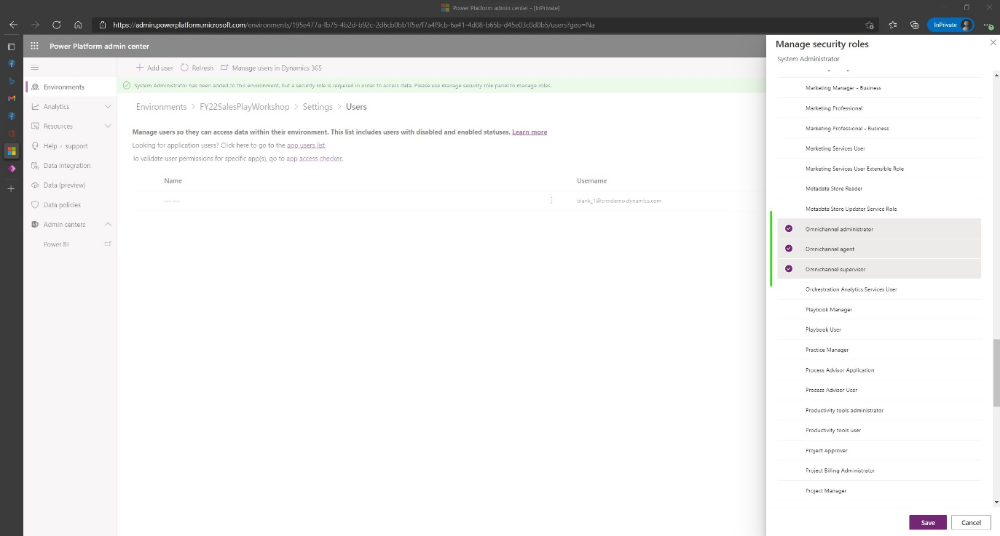 Power Platform admin center - [InPrivate]
https://admin.powerplatform.microsoft.com/environments/195e477a-fb75-4b2d-b92c-2d6cb0bb1f5e/f7a4f9cb-6a41-4d08-b65b-d45e03c0d0b5/users?geo=Na
InPrivate
Power Platform admin center
Environments
Analytics
Resources
Help + support
Data integration
Data (preview)
Data policies
Admin centers
Power BI
Add user
Refresh
Manage users in Dynamics 365
System Administrator has been added to this environment, but a security role is required in order to access data. Please use manage security role panel to manage roles.
Environments > FY22SalesPlayWorkshop > Settings > Users
Manage users so they can access data within their environment. This list includes users with disabled and enabled statuses. Learn more
Looking for application users? Click here to go to the app users list
To validate user permissions for specific app(s), go to app access checker.
Name Username
--- --- blank_1@crmdemo.dynamics.com
Manage security roles
System Administrator
Marketing Manager - Business
Marketing Professional
Marketing Professional - Business
Marketing Services User
Marketing Services User Extensible Role
Metadata Store Reader
Metadata Store Updater Service Role
Omnichannel administrator
Omnichannel agent
Omnichannel supervisor
Orchestration Analytics Services User
Playbook Manager
Playbook User
Practice Manager
Process Advisor Application
Process Advisor User
Productivity tools administrator
Productivity tools user
Project Approver
Project Billing Administrator
Project Manager
Save
Cancel